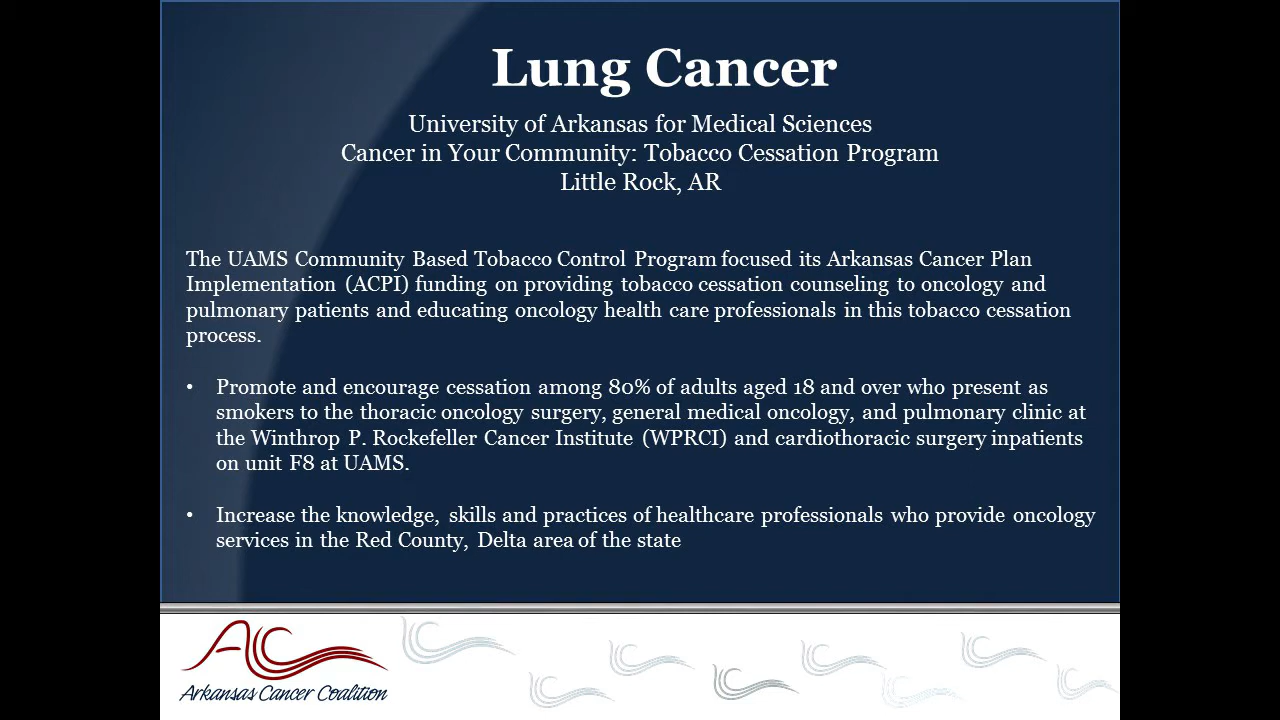 Lung Cancer
University of Arkansas for Medical Sciences
Cancer in Your Community: Tobacco Cessation Program
Little Rock, AR
The UAMS Community Based Tobacco Control Program focused its Arkansas Cancer Plan
Implementation (ACPI) funding on providing tobacco cessation counseling to oncology and
pulmonary patients and educating oncology health care professionals in this tobacco cessation
process.
• Promote and encourage cessation among 80% of adults aged 18 and over who present as
smokers to the thoracic oncology surgery, general medical oncology, and pulmonary clinic at
the Winthrop P. Rockefeller Cancer Institute (WPRCI) and cardiothoracic surgery inpatients
on unit F8 at UAMS.
• Increase the knowledge, skills and practices of healthcare professionals who provide oncology
services in the Red County, Delta area of the state
AC
Arkansas Cancer Coalition